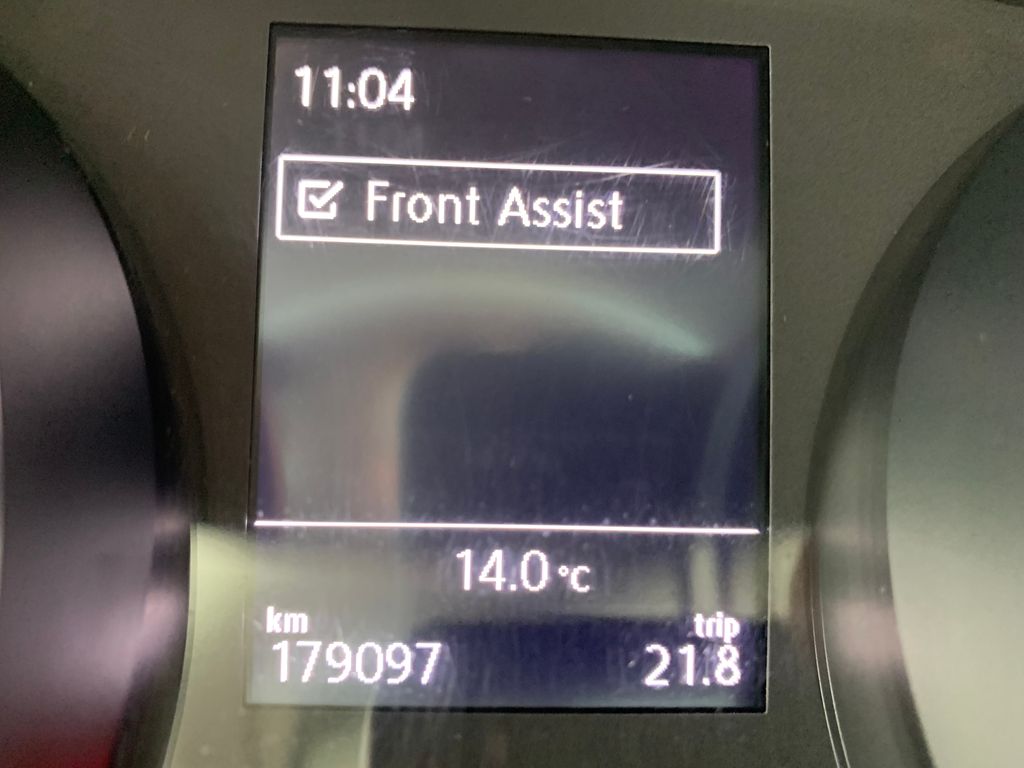 11:04
Front Assist
14.0 °C
km trip
179097 21.8